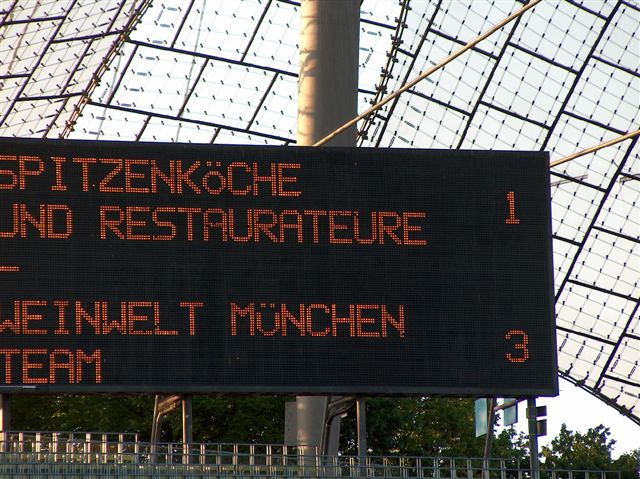 SPITZENKöCHE 1
UND RESTAURATEURE
–
WEINWELT MÜNCHEN 3
TEAM